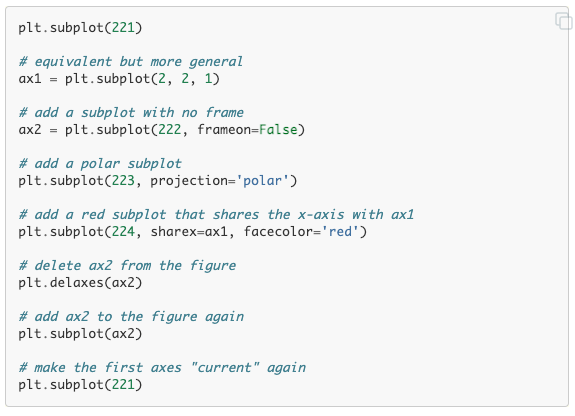 plt.subplot(221)
# equivalent but more general
ax1 = plt.subplot(2, 2, 1)
# add a subplot with no frame
ax2 = plt.subplot(222, frameon=False)
# add a polar subplot
plt.subplot(223, projection='polar')
# add a red subplot that shares the x-axis with ax1
plt.subplot(224, sharex=ax1, facecolor='red')
# delete ax2 from the figure
plt.delaxes(ax2)
# add ax2 to the figure again
plt.subplot(ax2)
# make the first axes "current" again
plt.subplot(221)